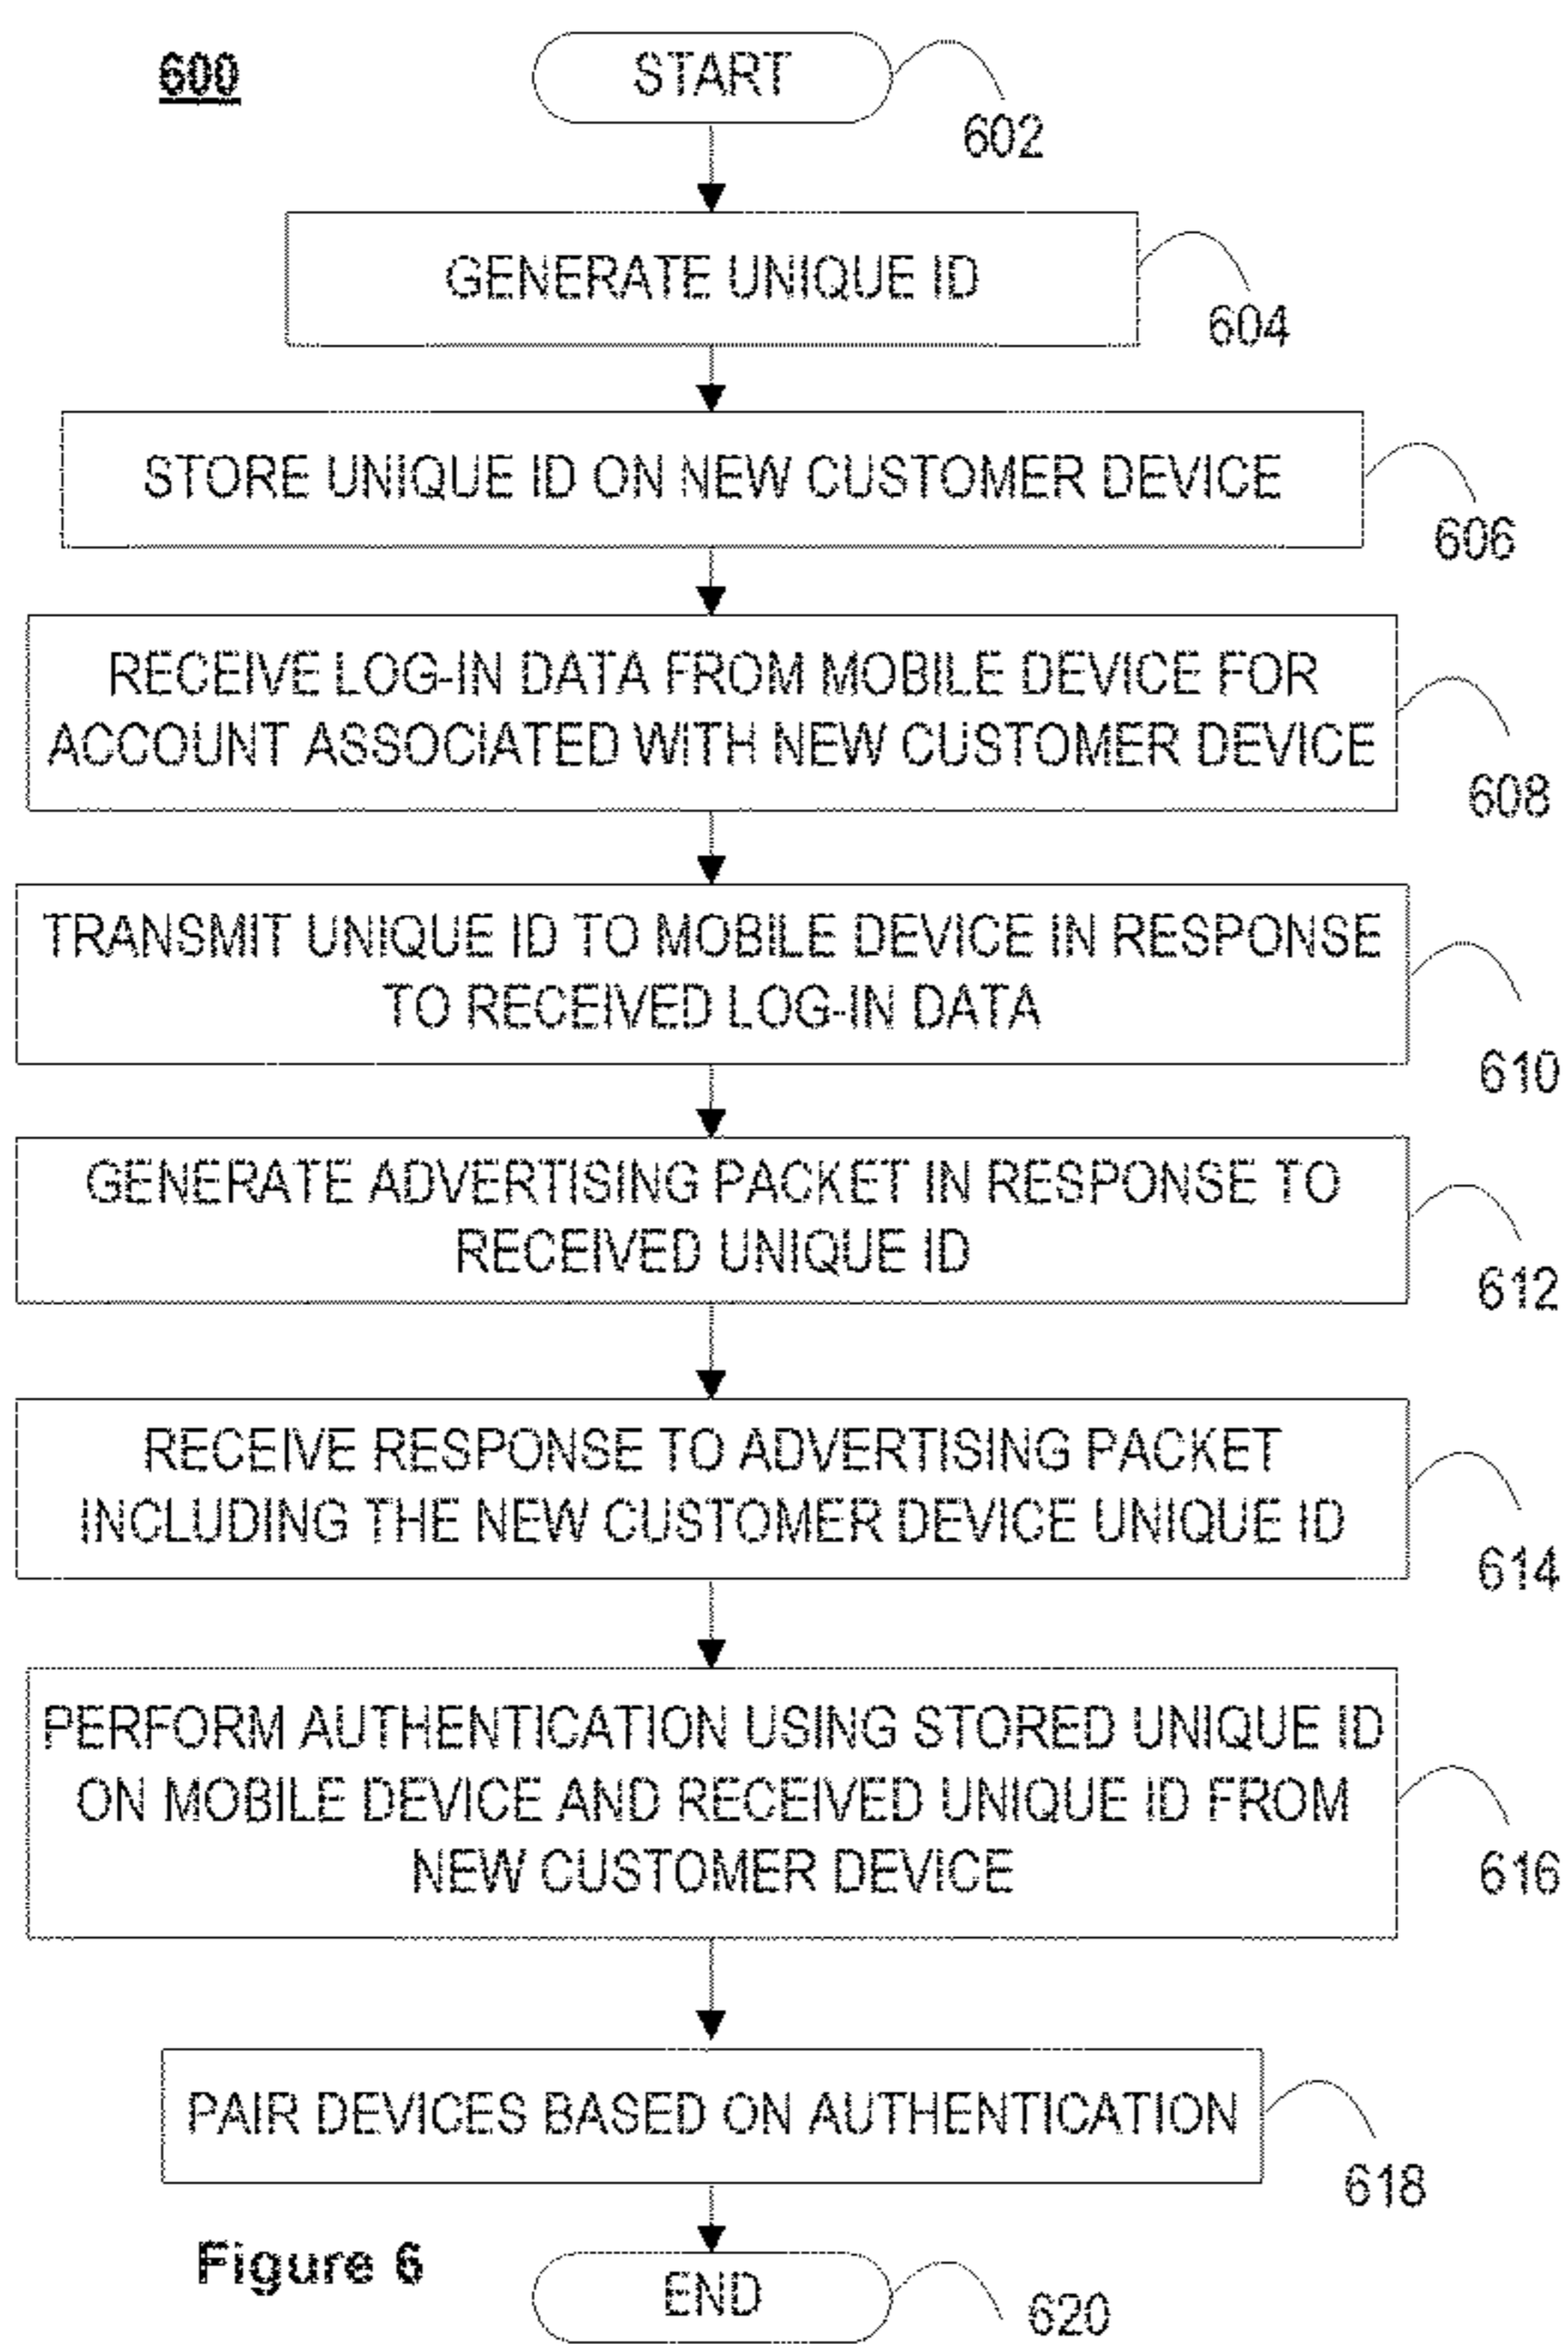 600
START
602
GENERATE UNIQUE ID
604
STORE UNIQUE ID ON NEW CUSTOMER DEVICE
606
RECEIVE LOG-IN DATA FROM MOBILE DEVICE FOR
ACCOUNT ASSOCIATED WITH NEW CUSTOMER DEVICE
608
TRANSMIT UNIQUE ID TO MOBILE DEVICE IN RESPONSE
TO RECEIVED LOG-IN DATA
610
GENERATE ADVERTISING PACKET IN RESPONSE TO
RECEIVED UNIQUE ID
612
RECEIVE RESPONSE TO ADVERTISING PACKET
INCLUDING THE NEW CUSTOMER DEVICE UNIQUE ID
614
PERFORM AUTHENTICATION USING STORED UNIQUE ID
ON MOBILE DEVICE AND RECEIVED UNIQUE ID FROM
NEW CUSTOMER DEVICE
616
PAIR DEVICES BASED ON AUTHENTICATION
618
Figure 6
END
620